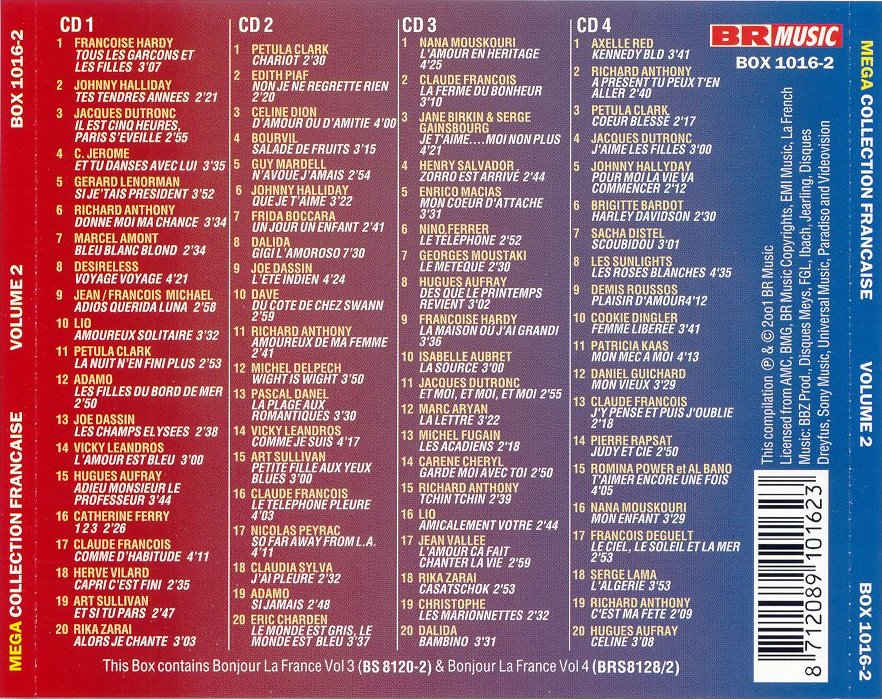 CD 1
1 FRANCOISE HARDY
TOUS LES GARCONS ET
LES FILLES 3'07
2 JOHNNY HALLIDAY
TES TENDRES ANNEES 2'21
3 JACQUES DUTRONC
IL EST CINQ HEURES,
PARIS S'EVEILLE 2'55
4 C. JEROME
ET TU DANSES AVEC LUI 3'35
5 GERARD LENORMAN
SI JE'TAIS PRESIDENT 3'52
6 RICHARD ANTHONY
DONNE MOI MA CHANCE 3'34
7 MARCEL AMONT
BLEU BLANC BLOND 2'34
8 DESIRELESS
VOYAGE VOYAGE 4'21
9 JEAN/FRANCOIS MICHAEL
ADIOS QUERIDA LUNA 2'58
10 LIO
AMOUREUX SOLITAIRE 3'32
11 PETULA CLARK
LA NUIT N'EN FINI PLUS 2'53
12 ADAMO
LES FILLES DU BORD DE MER
2'50
13 JOE DASSIN
LES CHAMPS ELYSEES 2'38
14 VICKY LEANDROS
L'AMOUR EST BLEU 3'00
15 HUGUES AUFRAY
ADIEU MONSIEUR LE
PROFESSEUR 3'44
16 CATHERINE FERRY
1 2 3 2'26
17 CLAUDE FRANCOIS
COMME D'HABITUDE 4'11
18 HERVE VILARD
CAPRI C'EST FINI 2'35
19 ART SULLIVAN
ET SI TU PARS 2'47
20 RIKA ZARAI
ALORS JE CHANTE 3'03
CD 2
1 PETULA CLARK
CHARIOT 2'30
2 EDITH PIAF
NON JE NE REGRETTE RIEN
2'20
3 CELINE DION
D'AMOUR OU D'AMITIE 4'00
4 BOURVIL
SALADE DE FRUITS 3'15
5 GUY MARDELL
N'AVOUE J'AMAIS 2'54
6 JOHNNY HALLIDAY
QUE JE T'AIME 3'22
7 FRIDA BOCCARA
UN JOUR UN ENFANT 2'41
8 DALIDA
GIGI L'AMOROSO 7'30
9 JOE DASSIN
L'ETE INDIEN 4'24
10 DAVE
DU COTE DE CHEZ SWANN
2'59
11 RICHARD ANTHONY
AMOUREUX DE MA FEMME
2'41
12 MICHEL DELPECH
WIGHT IS WIGHT 3'50
13 PASCAL DANEL
LA PLAGE AUX
ROMANTIQUES 3'30
14 VICKY LEANDROS
COMME JE SUIS 4'17
15 ART SULLIVAN
PETITE FILLE AUX YEUX
BLUES 3'00
16 CLAUDE FRANCOIS
LE TELEPHONE PLEURE
4'03
17 NICOLAS PEYRAC
SO FAR AWAY FROM L.A.
4'11
18 CLAUDIA SYLVA
J'AI PLEURE 2'32
19 ADAMO
SI JAMAIS 2'48
20 ERIC CHARDEN
LE MONDE EST GRIS, LE
MONDE EST BLEU 3'37
CD 3
1 NANA MOUSKOURI
L'AMOUR EN HERITAGE
4'25
2 CLAUDE FRANCOIS
LA FERME DU BONHEUR
3'10
3 JANE BIRKIN & SERGE
GAINSBOURG
JE T'AIME....MOI NON PLUS
4'21
4 HENRY SALVADOR
ZORRO EST ARRIVE 2'44
5 ENRICO MACIAS
MON COEUR D'ATTACHE
3'31
6 NINO FERRER
LE TÉLÉPHONE 2'52
7 GEORGES MOUSTAKI
LE METEQUE 2'30
8 HUGUES AUFRAY
DES QUE LE PRINTEMPS
REVIENT 3'02
9 FRANCOISE HARDY
LA MAISON OU J'AI GRANDI
3'36
10 ISABELLE AUBRET
LA SOURCE 3'00
11 JACQUES DUTRONC
ET MOI, ET MOI, ET MOI 2'55
12 MARC ARYAN
LA LETTRE 3'22
13 MICHEL FUGAIN
LES ACADIENS 2'18
14 CARENE CHERYL
GARDE MOI AVEC TOI 2'50
15 RICHARD ANTHONY
TCHIN TCHIN 2'39
16 LIO
AMICALEMENT VOTRE 2'44
17 JEAN VALLEE
L'AMOUR CA FAIT
CHANTER LA VIE 2'59
18 RIKA ZARAI
CASATSCHOK 2'53
19 CHRISTOPHE
LES MARIONNETTES 2'32
20 DALIDA
BAMBINO 3'31
CD 4
1 AXELLE RED
KENNEDY BLD 3'41
2 RICHARD ANTHONY
A PRESENT TU PEUX T'EN
ALLER 2'40
3 PETULA CLARK
COEUR BLESSÉ 2'17
4 JACQUES DUTRONC
J'AIME LES FILLES 3'00
5 JOHNNY HALLYDAY
POUR MOI LA VIE VA
COMMENCER 2'12
6 BRIGITTE BARDOT
HARLEY DAVIDSON 2'30
7 SACHA DISTEL
SCOUBIDOU 3'01
8 LES SUNLIGHTS
LES ROSES BLANCHES 4'35
9 DEMIS ROUSSOS
PLAISIR D'AMOUR4'12
10 COOKIE DINGLER
FEMME LIBEREE 3'41
11 PATRICIA KAAS
MON MEC A MOI 4'13
12 DANIEL GUICHARD
MON VIEUX 3'29
13 CLAUDE FRANCOIS
J'Y PENSE ET PUIS J'OUBLIE
2'18
14 PIERRE RAPSAT
JUDY ET CIE 2'50
15 ROMINA POWER et AL BANO
T'AIMER ENCORE UNE FOIS
4'05
16 NANA MOUSKOURI
MON ENFANT 3'29
17 FRANCOIS DEGUELT
LE CIEL, LE SOLEIL ET LA MER
2'53
18 SERGE LAMA
L'ALGERIE 3'53
19 RICHARD ANTHONY
C'EST MA FETE 2'09
20 HUGUES AUFRAY
CELINE 3'08
This Box contains Bonjour La France Vol 3 (BS 8120-2) & Bonjour La France Vol 4 (BRS8128/2)
BR MUSIC
BOX 1016-2
This compilation ℗ & © 2001 BR Music
Licensed from AMC, BMG, BR Music Copyrights, EMI Music, La French
Music: BBZ Prod., Disques Meys, FGL, Ibach, Jearling, Disques
Dreyfus, Sony Music, Universal Music, Paradiso and Videovision
8 712089 101623
MEGA COLLECTION FRANCAISE VOLUME 2 BOX 1016-2
MEGA COLLECTION FRANCAISE VOLUME 2 BOX 1016-2